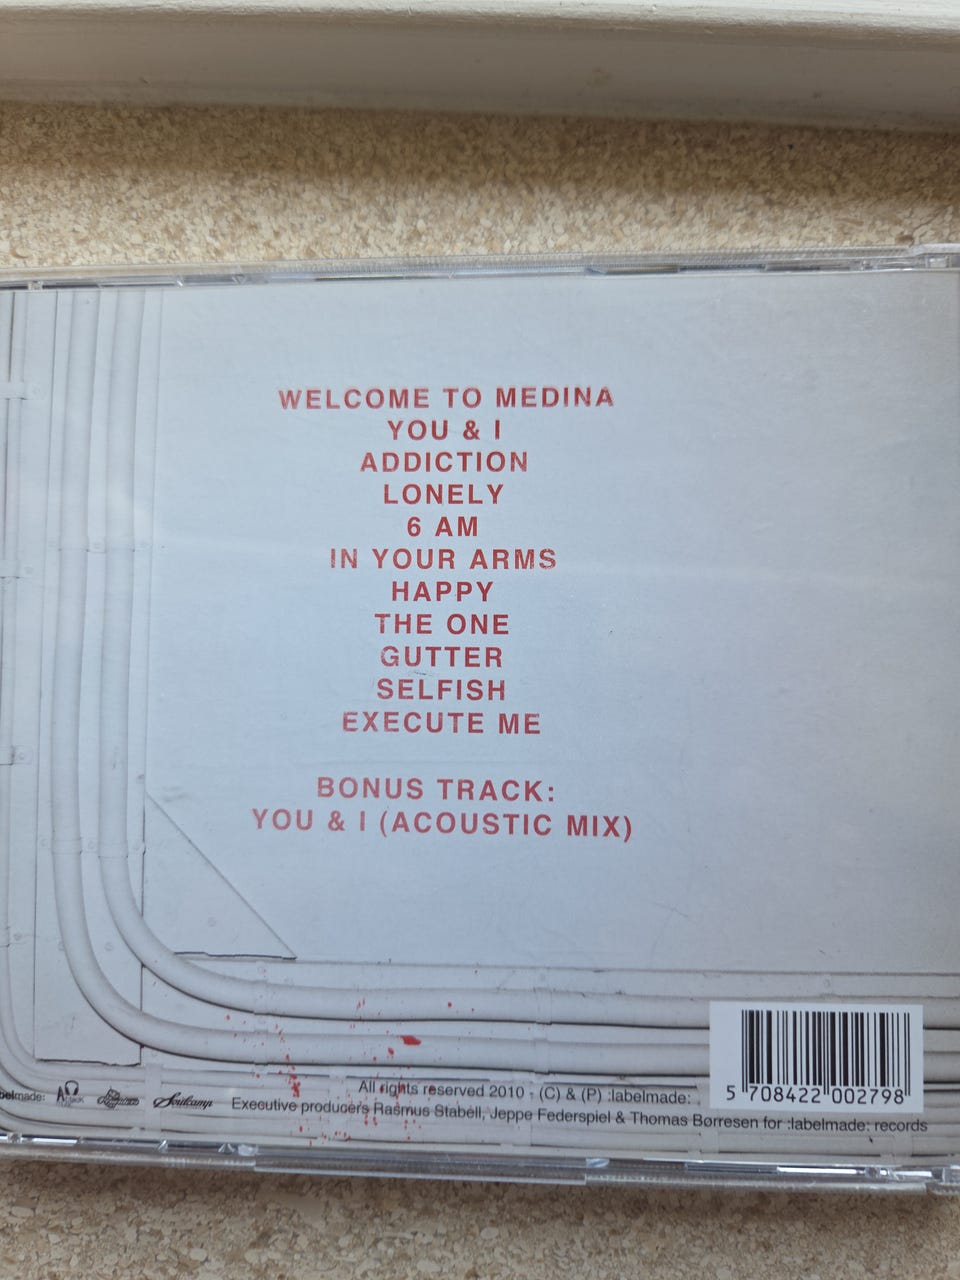 WELCOME TO MEDINA
YOU & I
ADDICTION
LONELY
6 AM
IN YOUR ARMS
HAPPY
THE ONE
GUTTER
SELFISH
EXECUTE ME
BONUS TRACK:
YOU & I (ACOUSTIC MIX)
All rights reserved 2010 - (C) & (P) :labelmade:
Executive producers Rasmus Stabell, Jeppe Federspiel & Thomas Børresen for :labelmade: records
Soulcamp
5 708422 002798